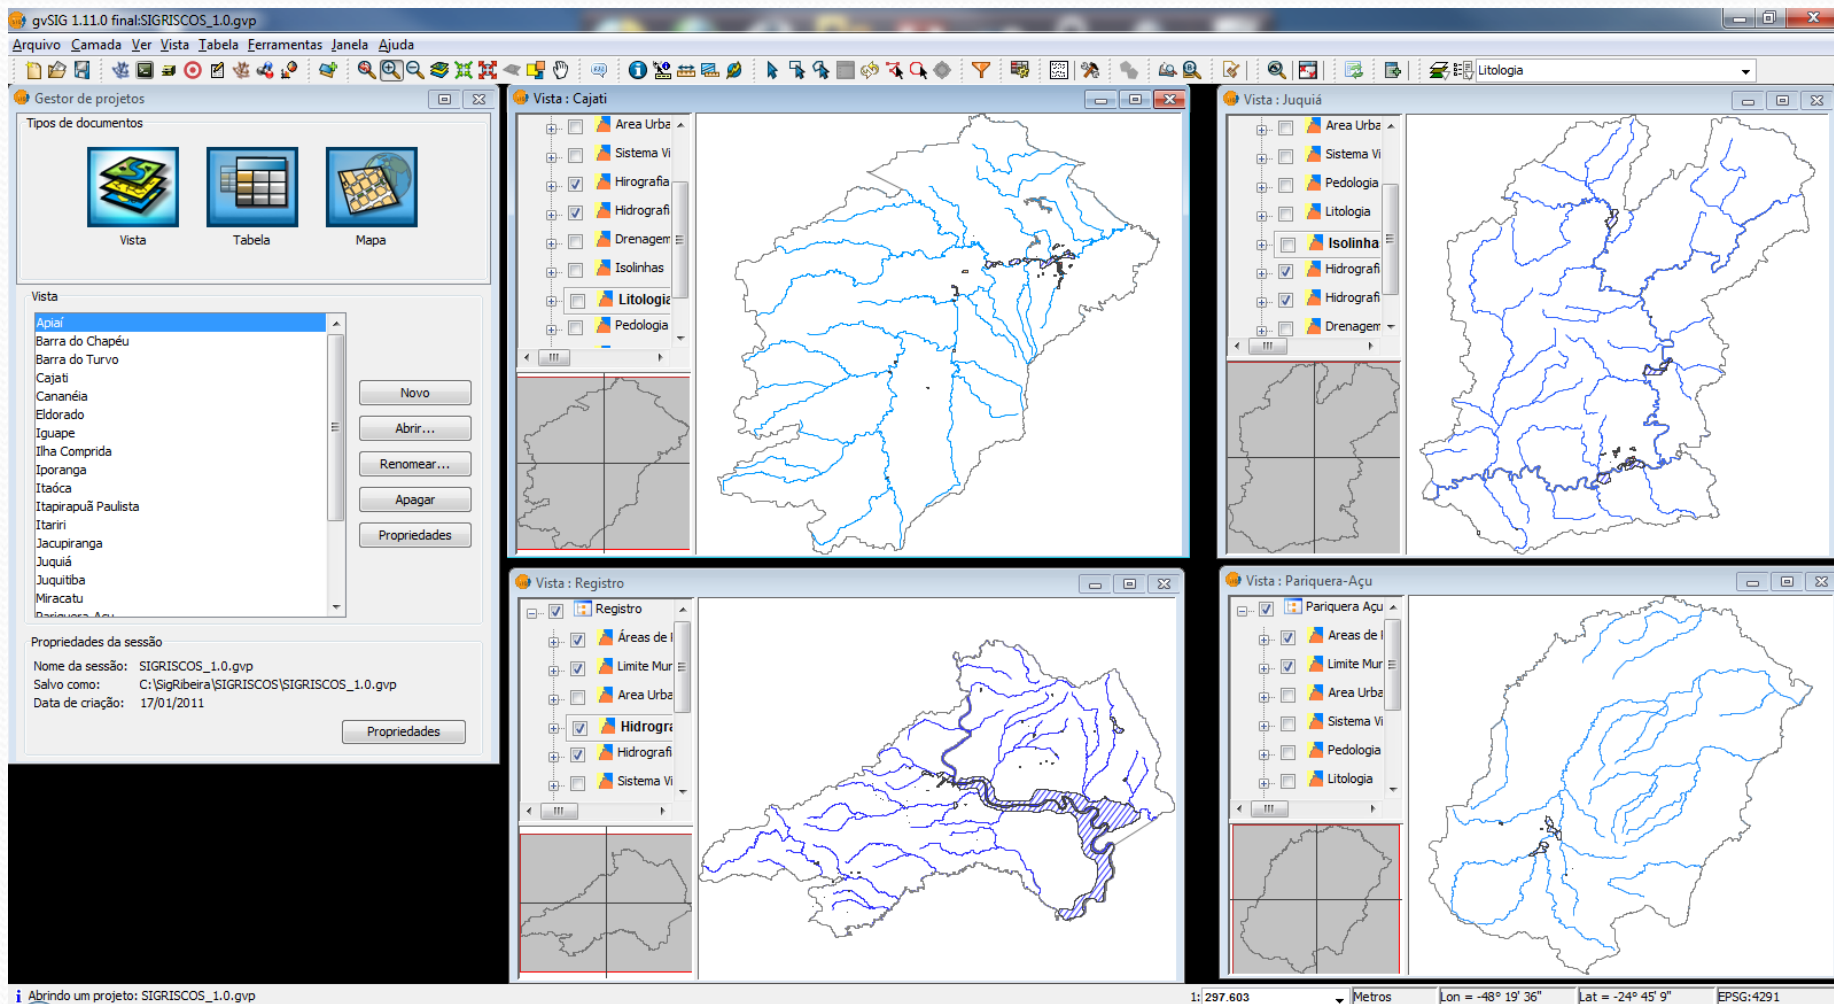 gvSIG 1.11.0 final:SIGRISCOS_1.0.gvp
Arquivo Camada Ver Vista Tabela Ferramentas Janela Ajuda
Litologia
Gestor de projetos
Tipos de documentos
Vista
Tabela
Mapa
Vista
Apiaí
Barra do Chapéu
Barra do Turvo
Cajati
Cananéia
Eldorado
Iguape
Ilha Comprida
Iporanga
Itaóca
Itapirapuã Paulista
Itariri
Jacupiranga
Juquiá
Juquitiba
Miracatu
Pariquera-Açu
Novo
Abrir...
Renomear...
Apagar
Propriedades
Propriedades da sessão
Nome da sessão: SIGRISCOS_1.0.gvp
Salvo como: C:\SigRibeira\SIGRISCOS\SIGRISCOS_1.0.gvp
Data de criação: 17/01/2011
Propriedades
Vista : Cajati
Area Urba
Sistema Vi
Hirografia
Hidrografi
Drenagem
Isolinhas
Litologia
Pedologia
Vista : Juquiá
Area Urba
Sistema Vi
Pedologia
Litologia
Isolinha
Hidrografi
Hidrografi
Drenagem
Vista : Registro
Registro
Áreas de
Limite Mur
Area Urba
Hidrogra
Hidrografi
Sistema Vi
Vista : Pariquera-Açu
Pariquera Açu
Areas de
Limite Mur
Area Urba
Sistema Vi
Pedologia
Litologia
Abrindo um projeto: SIGRISCOS_1.0.gvp
1: 297.603
Metros
Lon = -48° 19' 36"
Lat = -24° 45' 9"
EPSG:4291